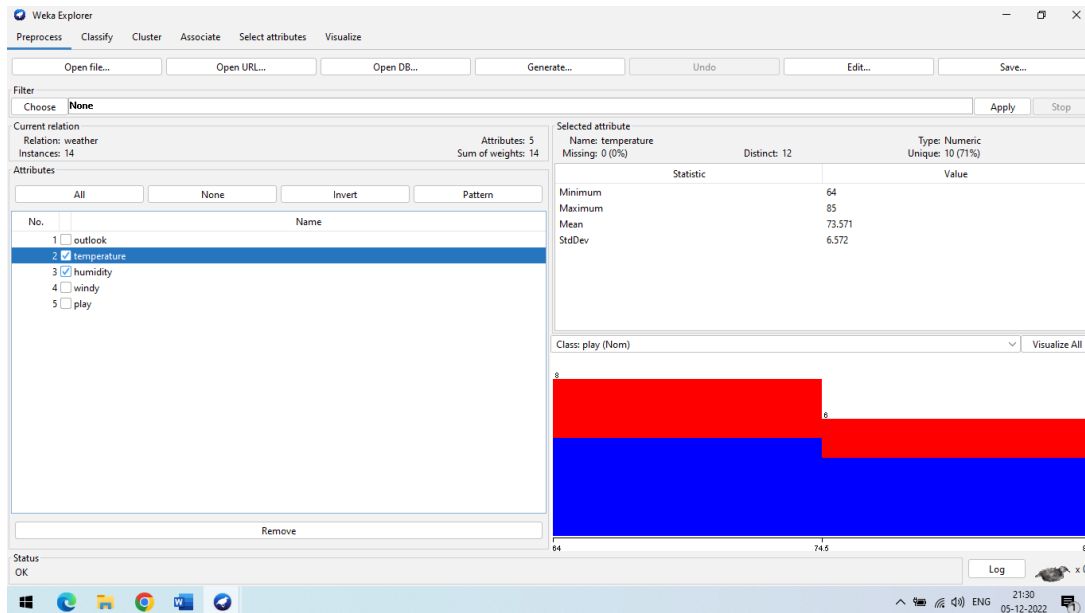 Weka Explorer
Preprocess Classify Cluster Associate Select attributes Visualize
Open file... Open URL... Open DB... Generate... Undo Edit... Save...
Filter
Choose None Apply Stop
Current relation
Relation: weather Attributes: 5
Instances: 14 Sum of weights: 14
Selected attribute
Name: temperature Type: Numeric
Missing: 0 (0%) Distinct: 12 Unique: 10 (71%)
Attributes
All None Invert Pattern
No. Name
1 outlook
2 temperature
3 humidity
4 windy
5 play
Remove
Statistic Value
Minimum 64
Maximum 85
Mean 73.571
StdDev 6.572
Class: play (Nom) Visualize All
8
6
64 74.5 8
Status
OK Log x 0
ENG 21:30
05-12-2022